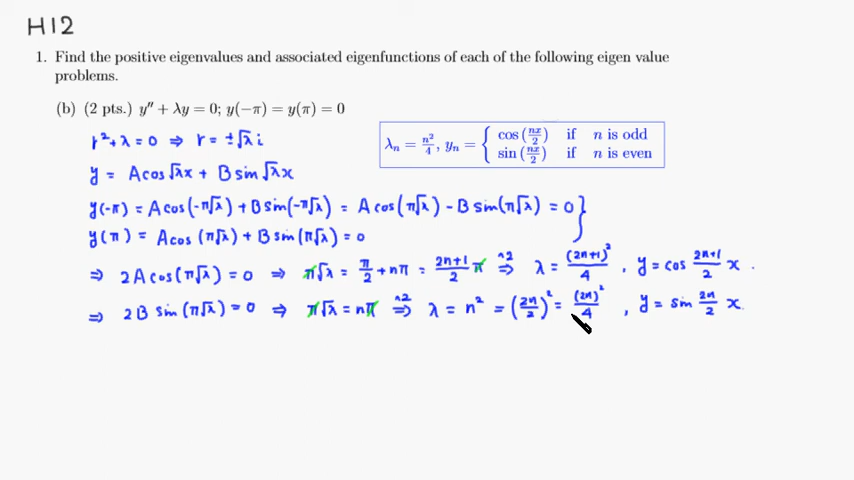 H12
1. Find the positive eigenvalues and associated eigenfunctions of each of the following eigen value
problems.
(b) (2 pts.) y″ + λy = 0; y(−π) = y(π) = 0
r² + λ = 0 ⇒ r = ±√λ i
λₙ = n²/4, yₙ = { cos (nx/2) if n is odd
sin (nx/2) if n is even
y = A cos √λx + B sin √λx
y(-π) = A cos(-π√λ) + B sin(-π√λ) = A cos(π√λ) - B sin(π√λ) = 0 }
y(π) = A cos (π√λ) + B sin (π√λ) = 0
⇒ 2A cos(π√λ) = 0 ⇒ π√λ = π/2 + nπ = (2n+1)/2 π ^2⇒ λ = (2n+1)²/4 , y = cos (2n+1)/2 x .
⇒ 2B sin (π√λ) = 0 ⇒ π√λ = nπ ^2⇒ λ = n² = (2n/2)² = (2n)²/4 , y = sin 2n/2 x.